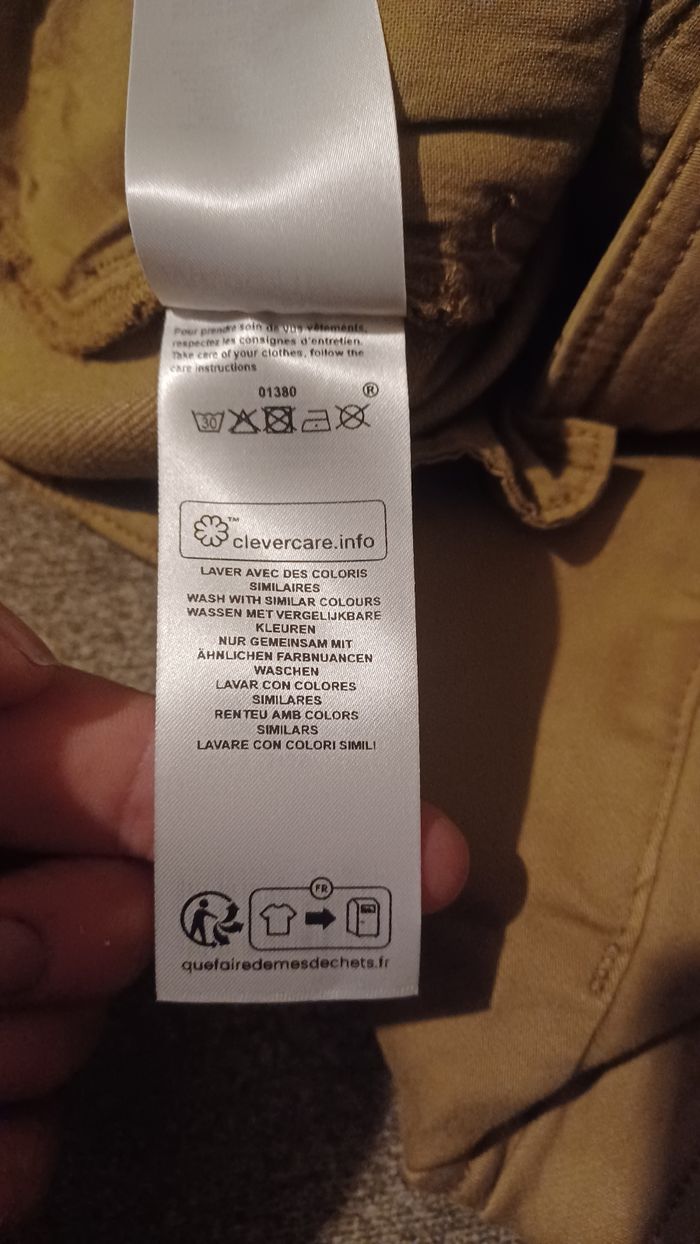 Pour prendre soin de vos vêtements,
respectez les consignes d'entretien.
Take care of your clothes, follow the
care instructions
01380
®
30
™
clevercare.info
LAVER AVEC DES COLORIS
SIMILAIRES
WASH WITH SIMILAR COLOURS
WASSEN MET VERGELIJKBARE
KLEUREN
NUR GEMEINSAM MIT
ÄHNLICHEN FARBNUANCEN
WASCHEN
LAVAR CON COLORES
SIMILARES
RENTEU AMB COLORS
SIMILARS
LAVARE CON COLORI SIMILI
FR
quefairedemesdechets.fr